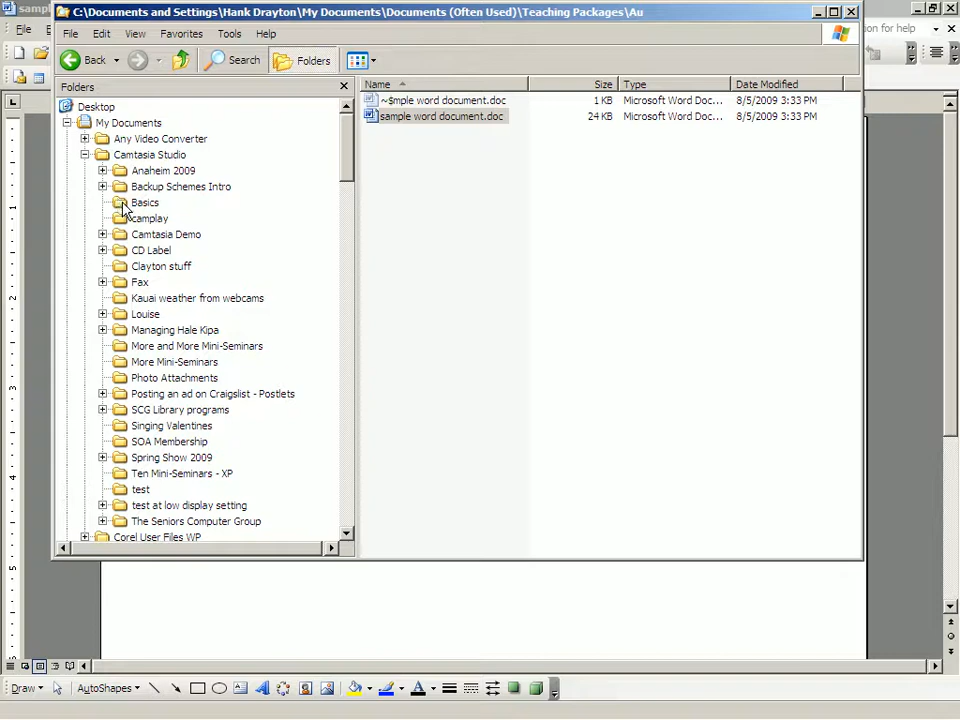 samp
C:\Documents and Settings\Hank Drayton\My Documents\Documents (Often Used)\Teaching Packages\Au
File
File Edit View Favorites Tools Help
Back Search Folders
Folders
Name Size Type Date Modified
Desktop
My Documents
Any Video Converter
Camtasia Studio
Anaheim 2009
Backup Schemes Intro
Basics
camplay
Camtasia Demo
CD Label
Clayton stuff
Fax
Kauai weather from webcams
Louise
Managing Hale Kipa
More and More Mini-Seminars
More Mini-Seminars
Photo Attachments
Posting an ad on Craigslist - Postlets
SCG Library programs
Singing Valentines
SOA Membership
Spring Show 2009
Ten Mini-Seminars - XP
test
test at low display setting
The Seniors Computer Group
Corel User Files WP
~$mple word document.doc 1 KB Microsoft Word Doc... 8/5/2009 3:33 PM
sample word document.doc 24 KB Microsoft Word Doc... 8/5/2009 3:33 PM
1
2
3
4
5
Draw AutoShapes